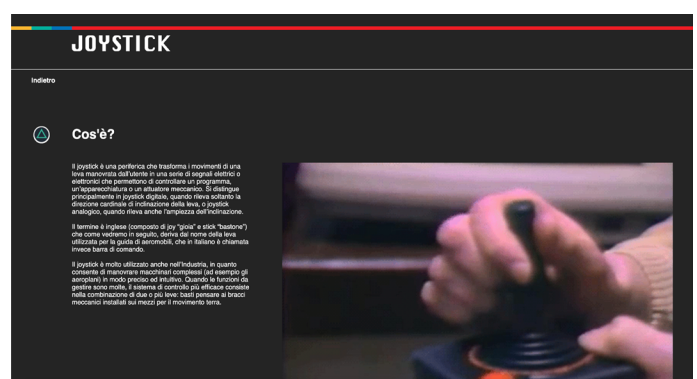 JOYSTICK
Indietro
Cos'è?
Il joystick è una periferica che trasforma i movimenti di una
leva manovrata dall'utente in una serie di segnali elettrici o
elettronici che permettono di controllare un programma,
un'apparecchiatura o un attuatore meccanico. Si distingue
principalmente in joystick digitale, quando rileva soltanto la
direzione cardinale di inclinazione della leva, o joystick
analogico, quando rileva anche l'ampiezza dell'inclinazione.
Il termine è inglese (composto di joy "gioia" e stick "bastone")
che come vedremo in seguito, deriva dal nome della leva
utilizzata per la guida di aeromobili, che in italiano è chiamata
invece barra di comando.
Il joystick è molto utilizzato anche nell'Industria, in quanto
consente di manovrare macchinari complessi (ad esempio gli
aeroplani) in modo preciso ed intuitivo. Quando le funzioni da
gestire sono molte, il sistema di controllo più efficace consiste
nella combinazione di due o più leve: basti pensare ai bracci
meccanici installati sui mezzi per il movimento terra.